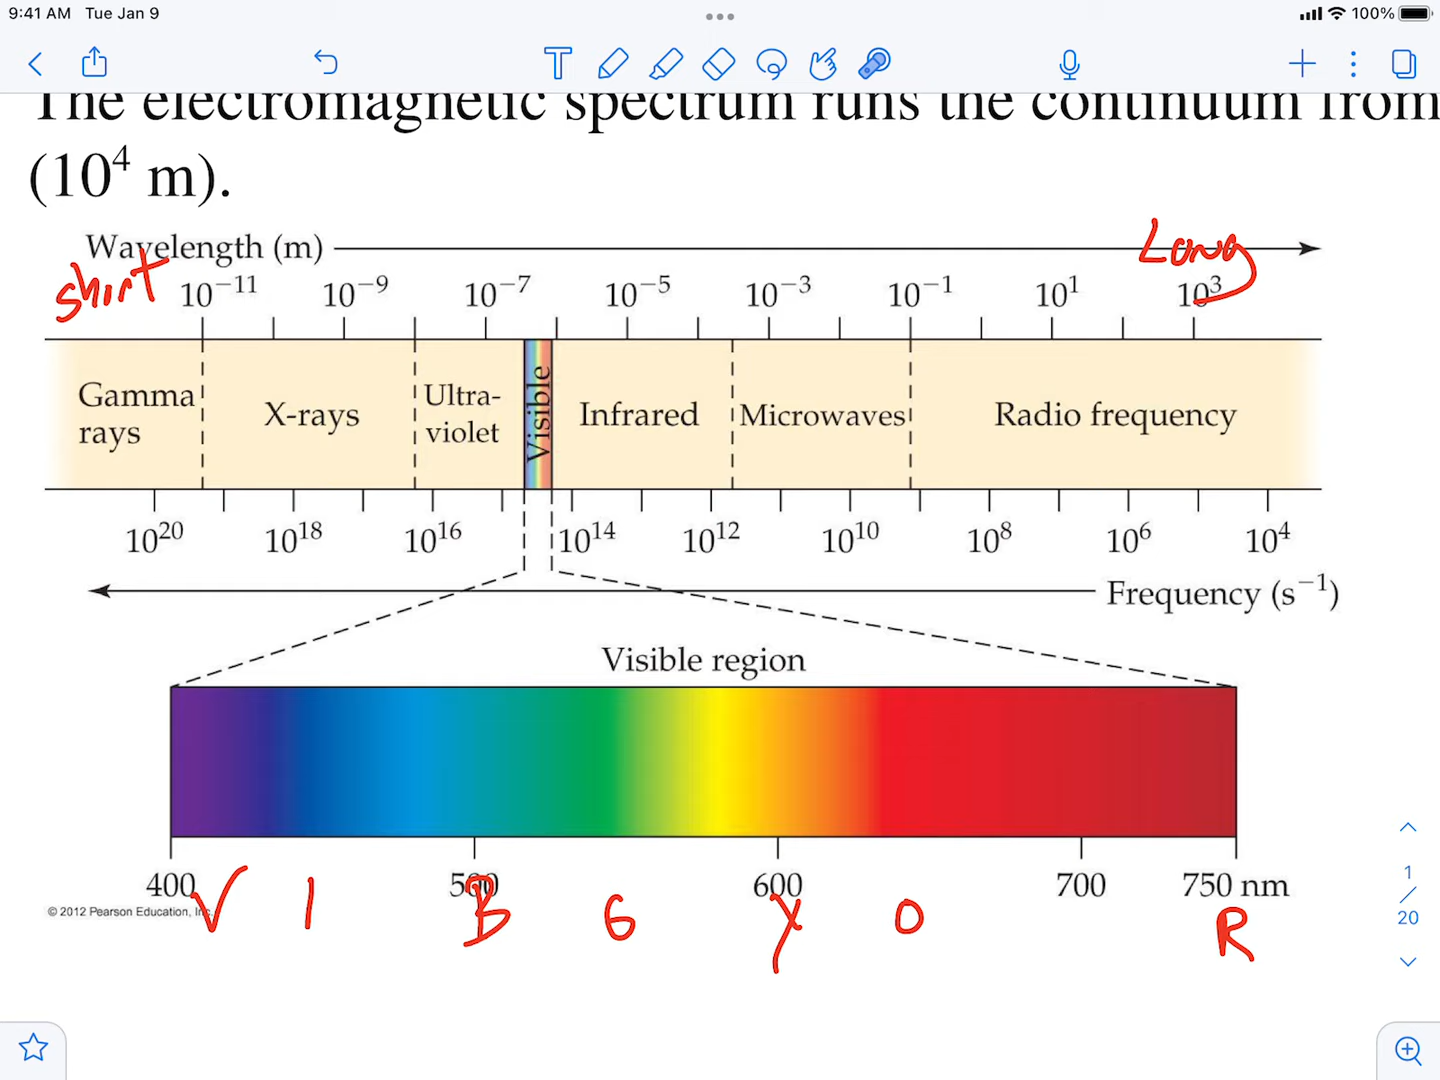 9:41 AM Tue Jan 9
100%
The electromagnetic spectrum runs the continuum from
(10⁴ m).
Wavelength (m)
Long
shirt
10⁻¹¹ 10⁻⁹ 10⁻⁷ 10⁻⁵ 10⁻³ 10⁻¹ 10¹ 10³
Gamma rays
X-rays
Ultra-violet
Visible
Infrared
Microwaves
Radio frequency
10²⁰ 10¹⁸ 10¹⁶ 10¹⁴ 10¹² 10¹⁰ 10⁸ 10⁶ 10⁴
Frequency (s⁻¹)
Visible region
400 500 600 700 750 nm
© 2012 Pearson Education, Inc.
V I B G Y O R
1
/
20